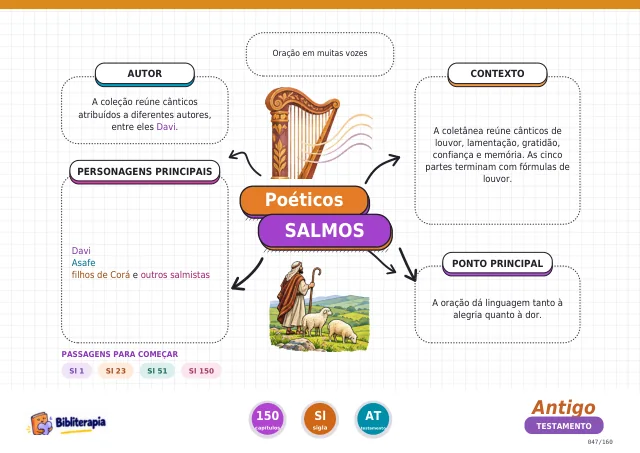 Oração em muitas vozes
AUTOR
A coleção reúne cânticos
atribuídos a diferentes autores,
entre eles Davi.
CONTEXTO
A coletânea reúne cânticos de
louvor, lamentação, gratidão,
confiança e memória. As cinco
partes terminam com fórmulas de
louvor.
PERSONAGENS PRINCIPAIS
Davi
Asafe
filhos de Corá e outros salmistas
Poéticos
SALMOS
PONTO PRINCIPAL
A oração dá linguagem tanto à
alegria quanto à dor.
PASSAGENS PARA COMEÇAR
Sl 1
Sl 23
Sl 51
Sl 150
Bibliterapia
150
capítulos
Sl
sigla
AT
testamento
Antigo
TESTAMENTO
047/160